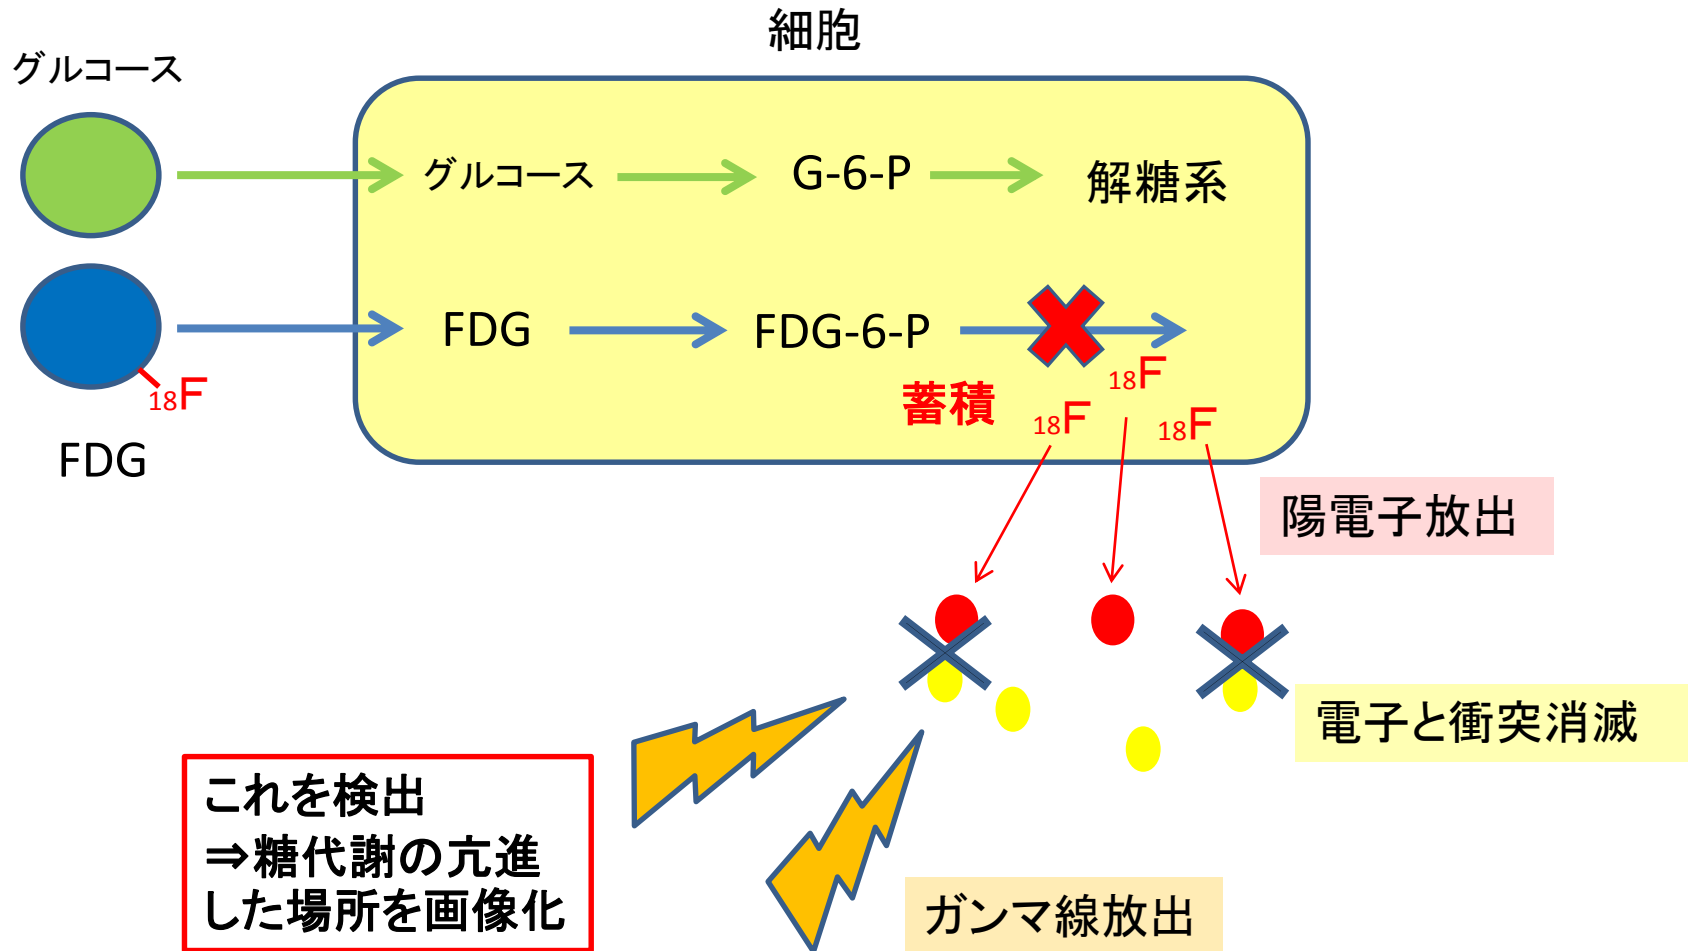 細胞
グルコース
グルコース
G-6-P
解糖系
FDG
FDG-6-P
18F
FDG
蓄積
18F
18F
18F
陽電子放出
電子と衝突消滅
これを検出
⇒糖代謝の亢進
した場所を画像化
ガンマ線放出